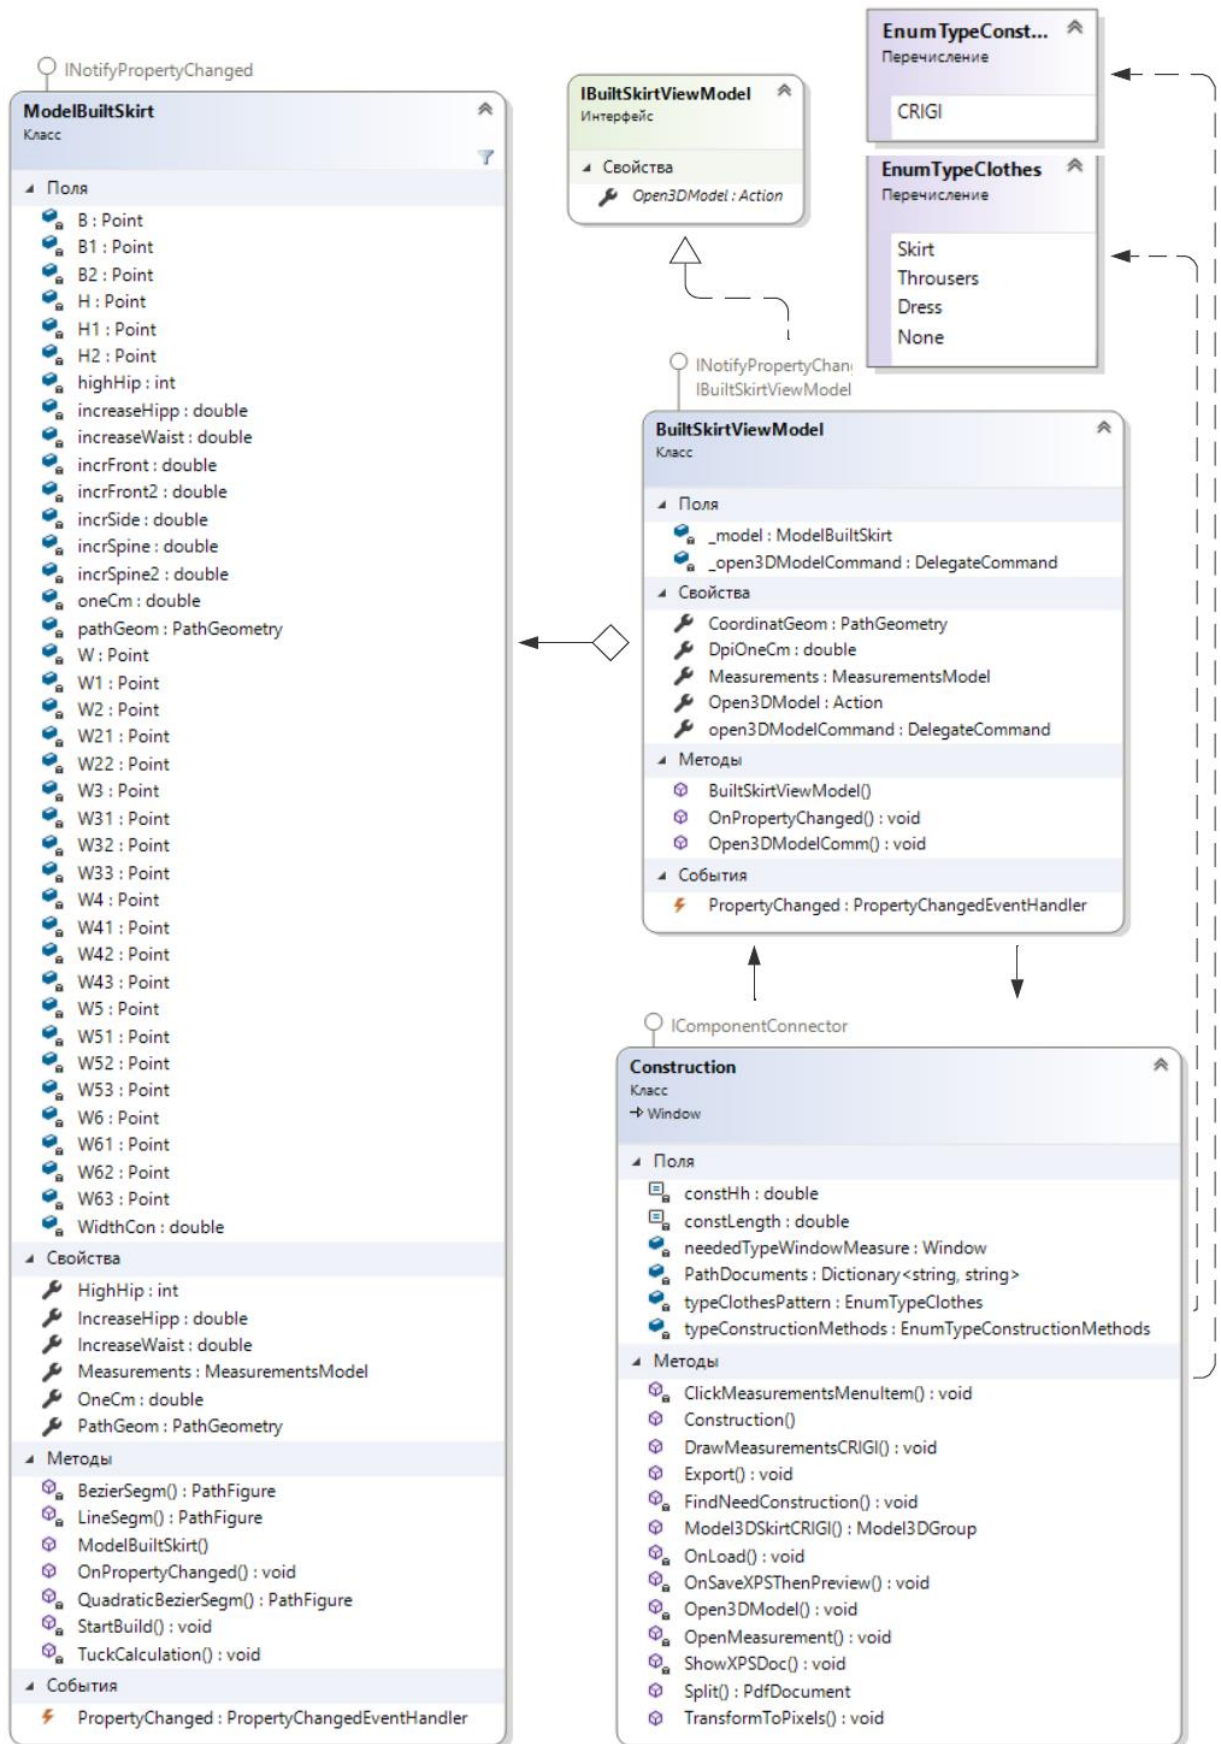 INotifyPropertyChanged
ModelBuiltSkirt
Класс
Поля
B : Point
B1 : Point
B2 : Point
H : Point
H1 : Point
H2 : Point
highHip : int
increaseHipp : double
increaseWaist : double
incrFront : double
incrFront2 : double
incrSide : double
incrSpine : double
incrSpine2 : double
oneCm : double
pathGeom : PathGeometry
W : Point
W1 : Point
W2 : Point
W21 : Point
W22 : Point
W3 : Point
W31 : Point
W32 : Point
W33 : Point
W4 : Point
W41 : Point
W42 : Point
W43 : Point
W5 : Point
W51 : Point
W52 : Point
W53 : Point
W6 : Point
W61 : Point
W62 : Point
W63 : Point
WidthCon : double
Свойства
HighHip : int
IncreaseHipp : double
IncreaseWaist : double
Measurements : MeasurementsModel
OneCm : double
PathGeom : PathGeometry
Методы
BezierSegm() : PathFigure
LineSegm() : PathFigure
ModelBuiltSkirt()
OnPropertyChanged() : void
QuadraticBezierSegm() : PathFigure
StartBuild() : void
TuckCalculation() : void
События
PropertyChanged : PropertyChangedEventHandler
IBuiltSkirtViewModel
Интерфейс
Свойства
Open3DModel : Action
EnumTypeConst...
Перечисление
CRIGI
EnumTypeClothes
Перечисление
Skirt
Throusers
Dress
None
INotifyPropertyChan
IBuiltSkirtViewModel
BuiltSkirtViewModel
Класс
Поля
_model : ModelBuiltSkirt
_open3DModelCommand : DelegateCommand
Свойства
CoordinatGeom : PathGeometry
DpiOneCm : double
Measurements : MeasurementsModel
Open3DModel : Action
open3DModelCommand : DelegateCommand
Методы
BuiltSkirtViewModel()
OnPropertyChanged() : void
Open3DModelComm() : void
События
PropertyChanged : PropertyChangedEventHandler
IComponentConnector
Construction
Класс
Window
Поля
constHh : double
constLength : double
neededTypeWindowMeasure : Window
PathDocuments : Dictionary<string, string>
typeClothesPattern : EnumTypeClothes
typeConstructionMethods : EnumTypeConstructionMethods
Методы
ClickMeasurementsMenuItem() : void
Construction()
DrawMeasurementsCRIGI() : void
Export() : void
FindNeedConstruction() : void
Model3DSkirtCRIGI() : Model3DGroup
OnLoad() : void
OnSaveXPSThenPreview() : void
Open3DModel() : void
OpenMeasurement() : void
ShowXPSDoc() : void
Split() : PdfDocument
TransformToPixels() : void